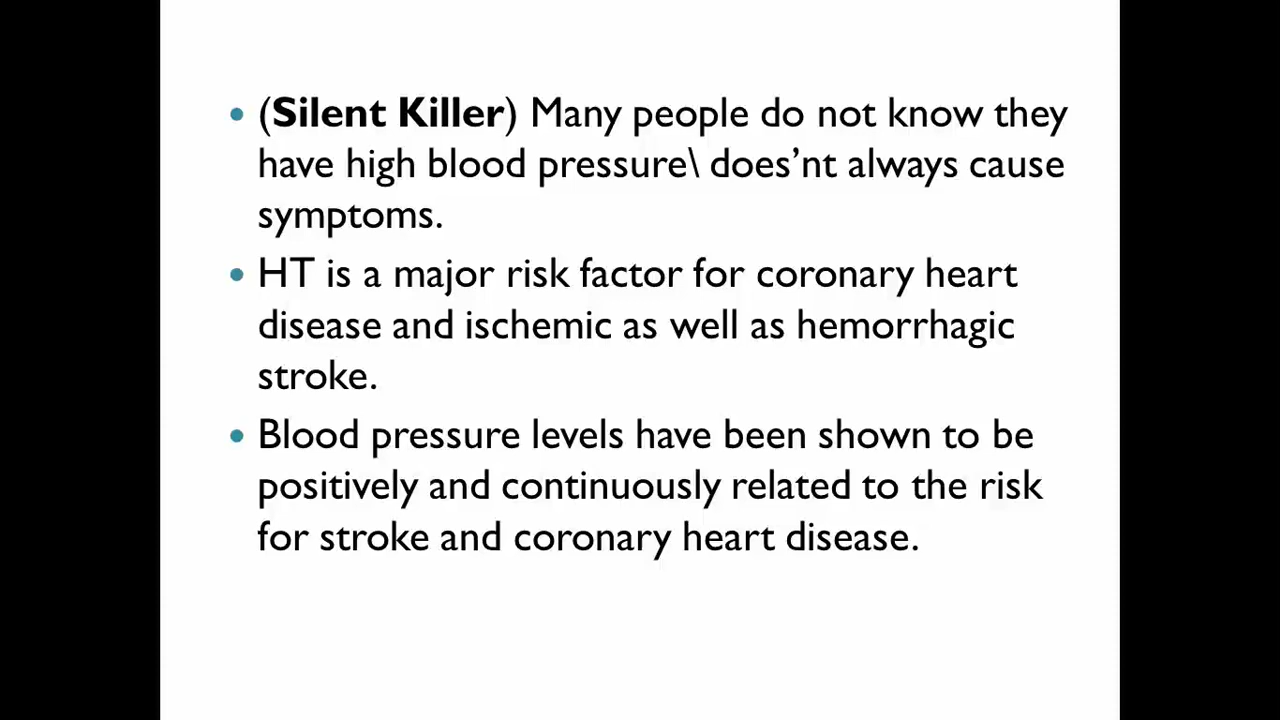 • (Silent Killer) Many people do not know they
have high blood pressure\ does’nt always cause
symptoms.
• HT is a major risk factor for coronary heart
disease and ischemic as well as hemorrhagic
stroke.
• Blood pressure levels have been shown to be
positively and continuously related to the risk
for stroke and coronary heart disease.